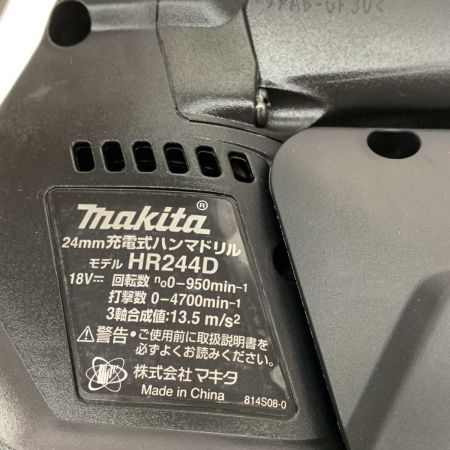 >PA6-GF30<
makita®
24mm充電式ハンマドリル
モデル HR244D
18V⎓ 回転数 n₀0-950min-1
打撃数 0-4700min-1
3軸合成値:13.5 m/s²
⚠警告・ご使用前に取扱説明書を
必ずよくお読みください。
株式会社 マキタ
Made in China 814S08-0